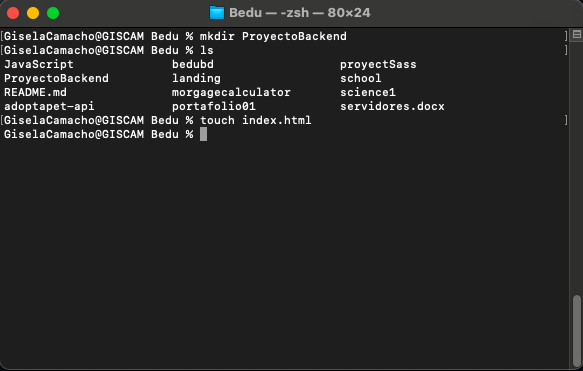 Bedu — -zsh — 80×24
[GiselaCamacho@GISCAM Bedu % mkdir ProyectoBackend ]
[GiselaCamacho@GISCAM Bedu % ls ]
JavaScript bedubd proyectSass
ProyectoBackend landing school
README.md morgagecalculator science1
adoptapet-api portafolio01 servidores.docx
[GiselaCamacho@GISCAM Bedu % touch index.html ]
GiselaCamacho@GISCAM Bedu %